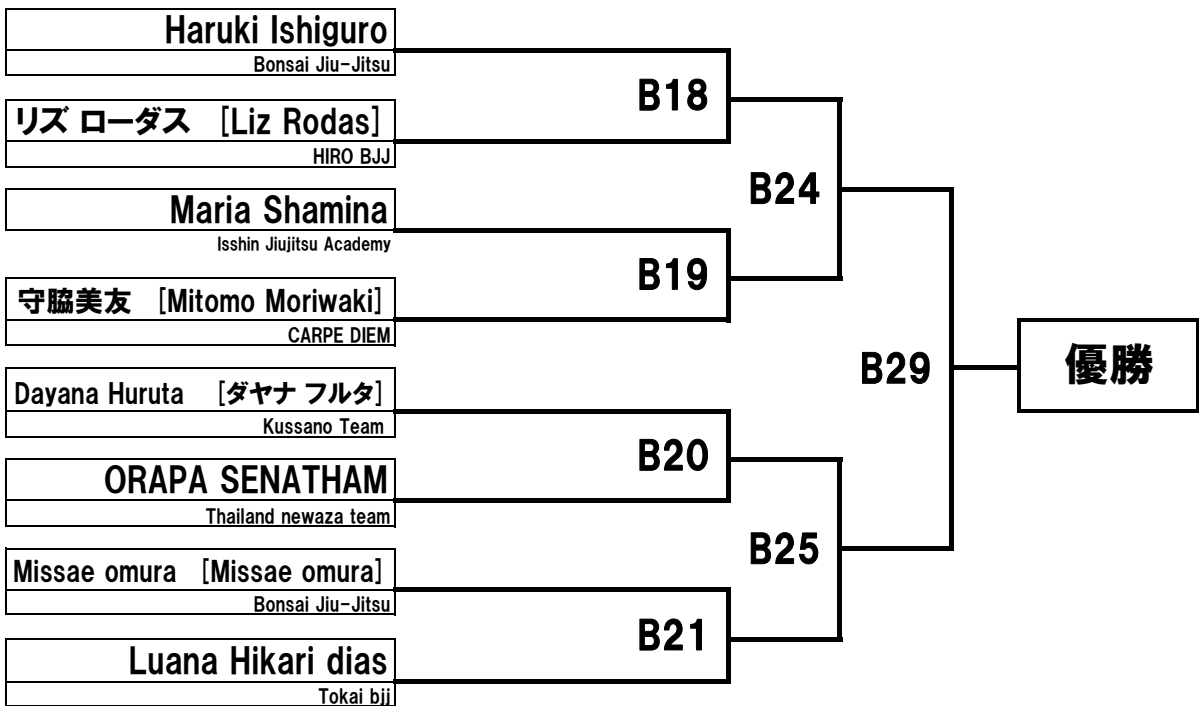 Haruki Ishiguro
Bonsai Jiu-Jitsu
リズ ローダス [Liz Rodas]
HIRO BJJ
Maria Shamina
Isshin Jiujitsu Academy
守脇美友 [Mitomo Moriwaki]
CARPE DIEM
Dayana Huruta [ダヤナ フルタ]
Kussano Team
ORAPA SENATHAM
Thailand newaza team
Missae omura [Missae omura]
Bonsai Jiu-Jitsu
Luana Hikari dias
Tokai bjj
B18
B19
B20
B21
B24
B25
B29
優勝